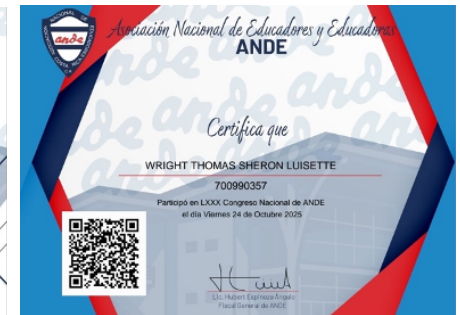 ande
Asociación Nacional de Educadores y Educadoras
ANDE
Certifica que
WRIGHT THOMAS SHERON LUISETTE
700990357
Participó en LXXX Congreso Nacional de ANDE
el día Viernes 24 de Octubre 2025
Lic. Hubert Espinoza Angulo
Fiscal General de ANDE